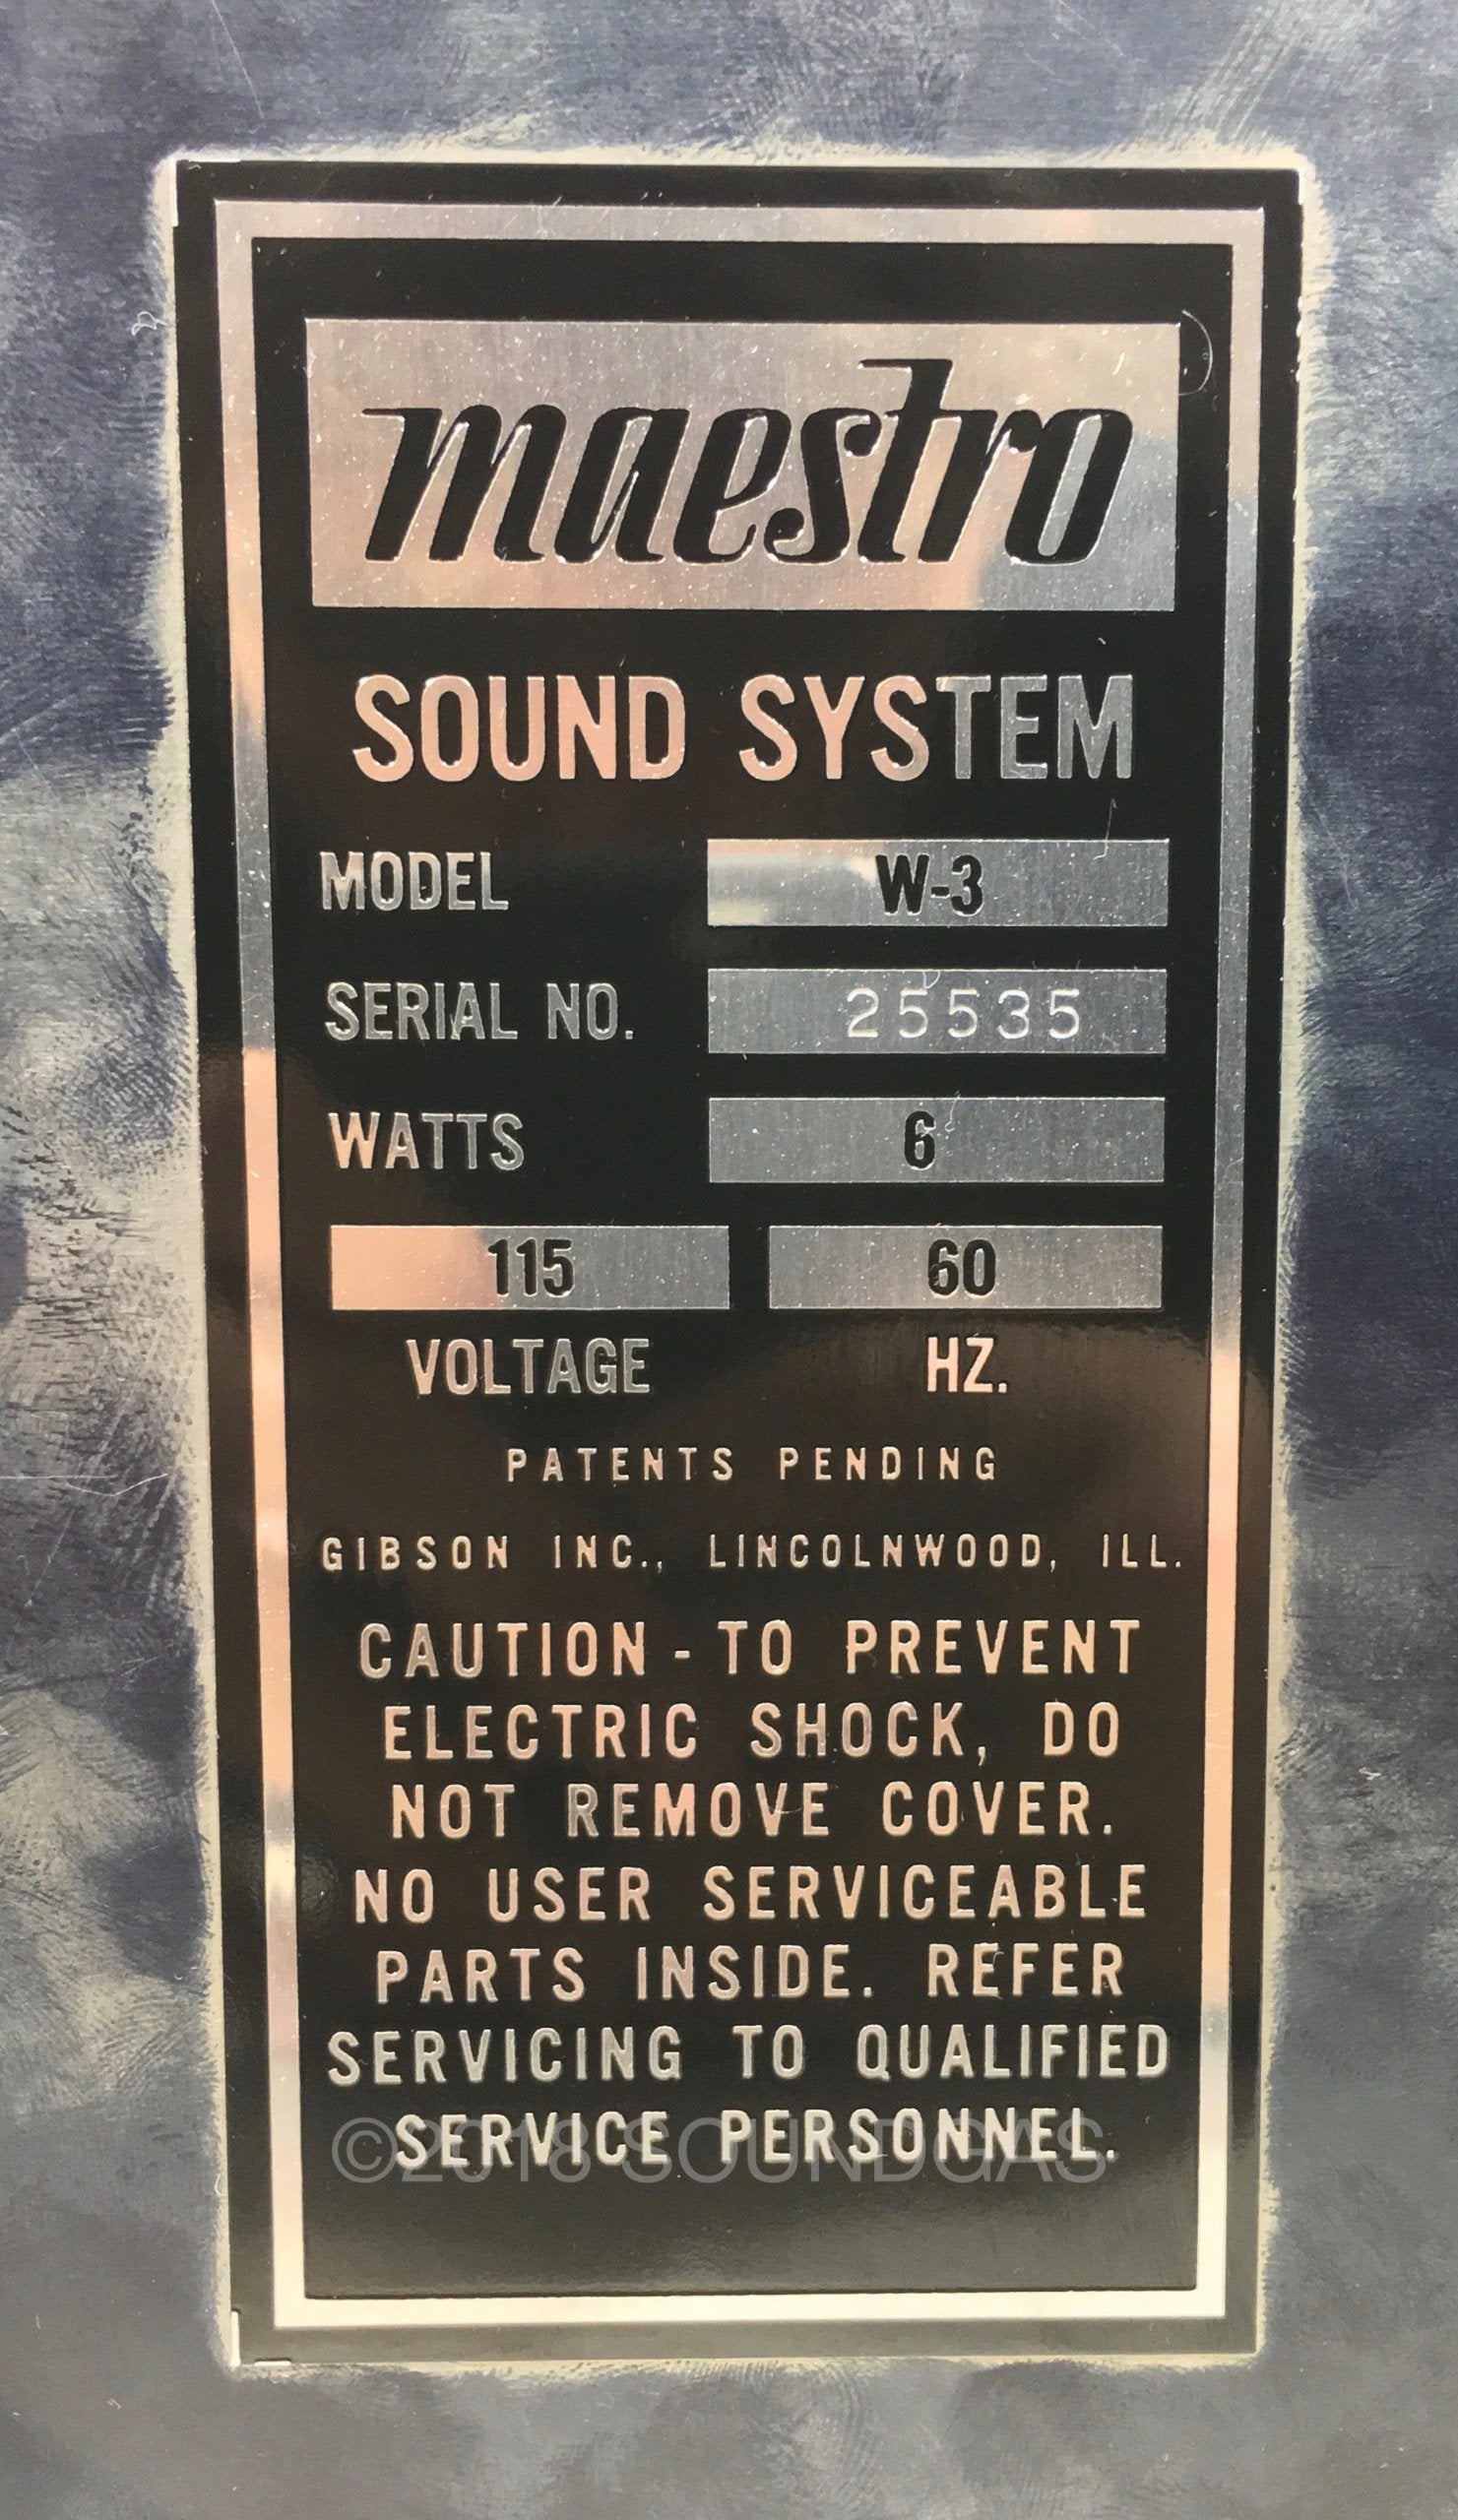 maestro
SOUND SYSTEM
MODEL W-3
SERIAL NO. 25535
WATTS 6
115 60
VOLTAGE HZ.
PATENTS PENDING
GIBSON INC., LINCOLNWOOD, ILL.
CAUTION - TO PREVENT
ELECTRIC SHOCK, DO
NOT REMOVE COVER.
NO USER SERVICEABLE
PARTS INSIDE. REFER
SERVICING TO QUALIFIED
SERVICE PERSONNEL.
©2018 SOUNDGAS